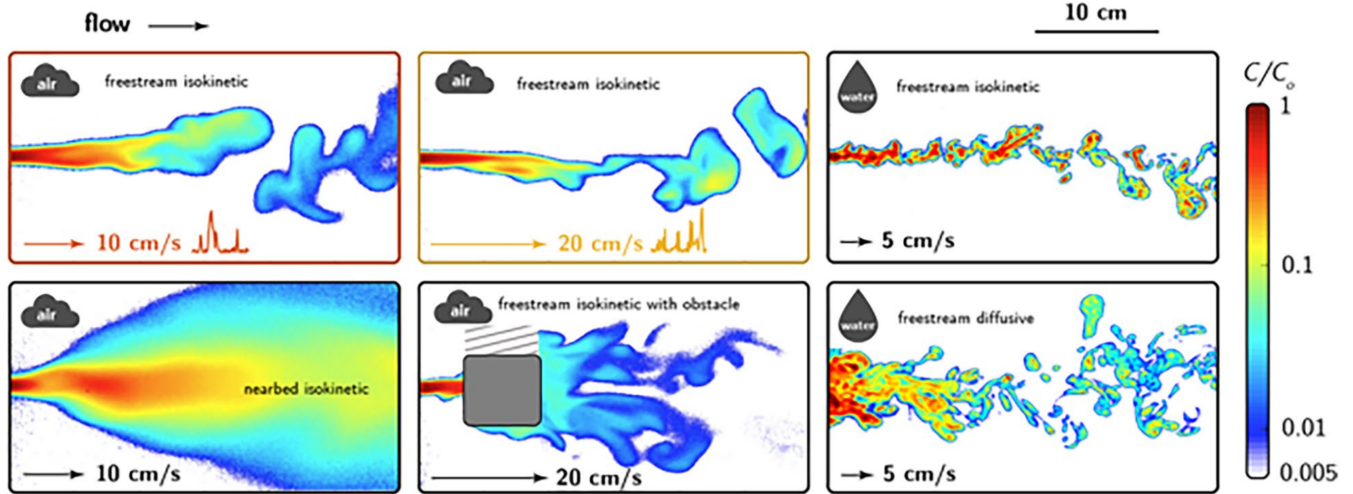 flow
10 cm
air
freestream isokinetic
10 cm/s
air
freestream isokinetic
20 cm/s
water
freestream isokinetic
5 cm/s
C/Cₒ
1
0.1
0.01
0.005
air
nearbed isokinetic
10 cm/s
air
freestream isokinetic with obstacle
20 cm/s
water
freestream diffusive
5 cm/s